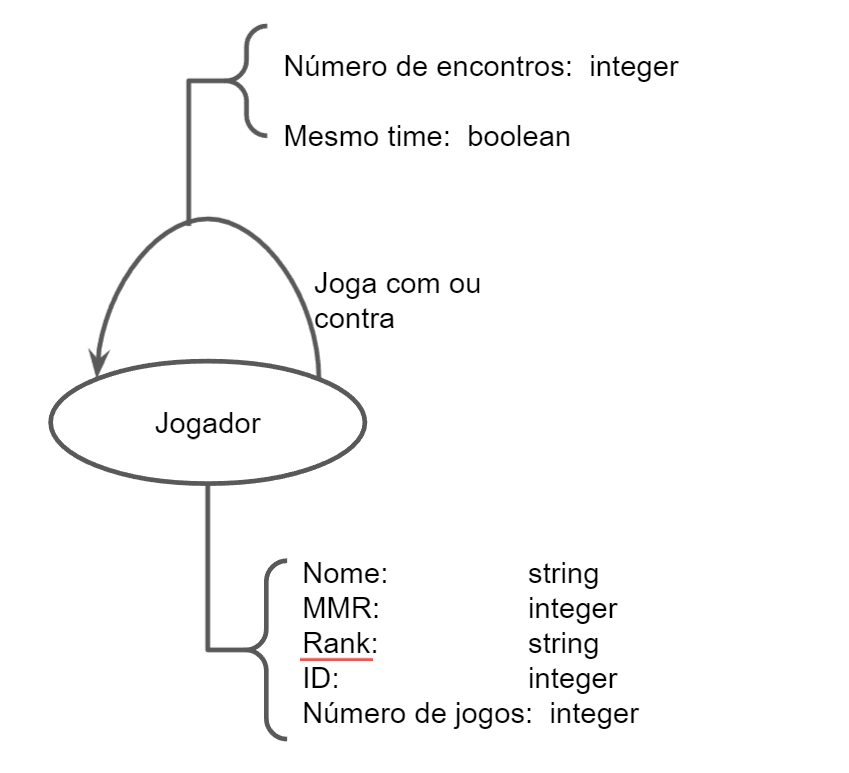 Número de encontros: integer
Mesmo time: boolean
Joga com ou
contra
Jogador
Nome: string
MMR: integer
Rank: string
ID: integer
Número de jogos: integer